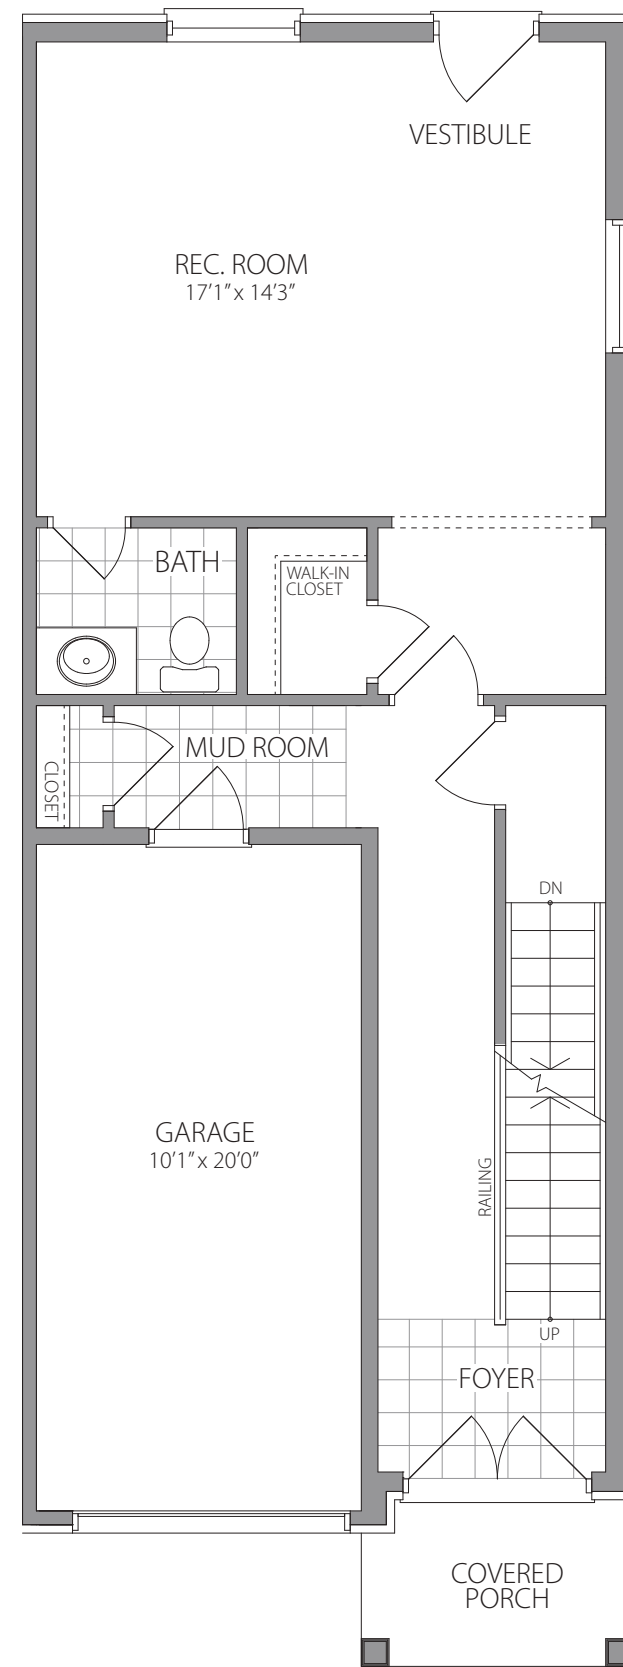 VESTIBULE
REC. ROOM
17'1" x 14'3"
BATH
WALK-IN
CLOSET
MUD ROOM
CLOSET
DN
GARAGE
10'1" x 20'0"
RAILING
UP
FOYER
COVERED
PORCH